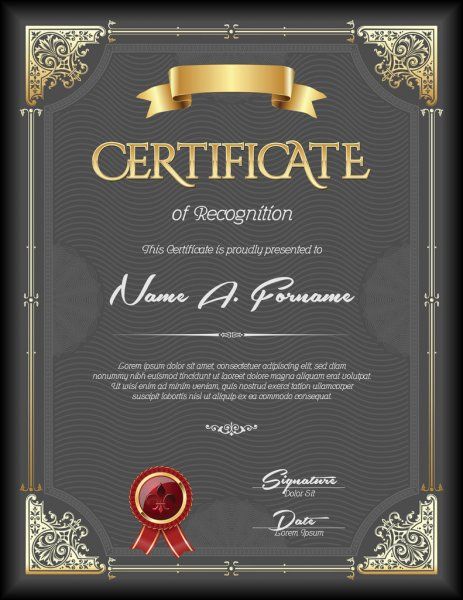 CERTIFICATE
of Recognition
This Certificate is proudly presented to
Name A. Forname
Lorem ipsum dolor sit amet, consectetuer adipiscing elit, sed diam
nonummy nibh euismod tincidunt ut laoreet dolore magna aliquam erat volutpat.
Ut wisi enim ad minim veniam, quis nostrud exerci tation ullamcorper
suscipit lobortis nisl ut aliquip ex ea commodo consequat.
Signature
Dolor Sit
Date
Lorem Ipsum